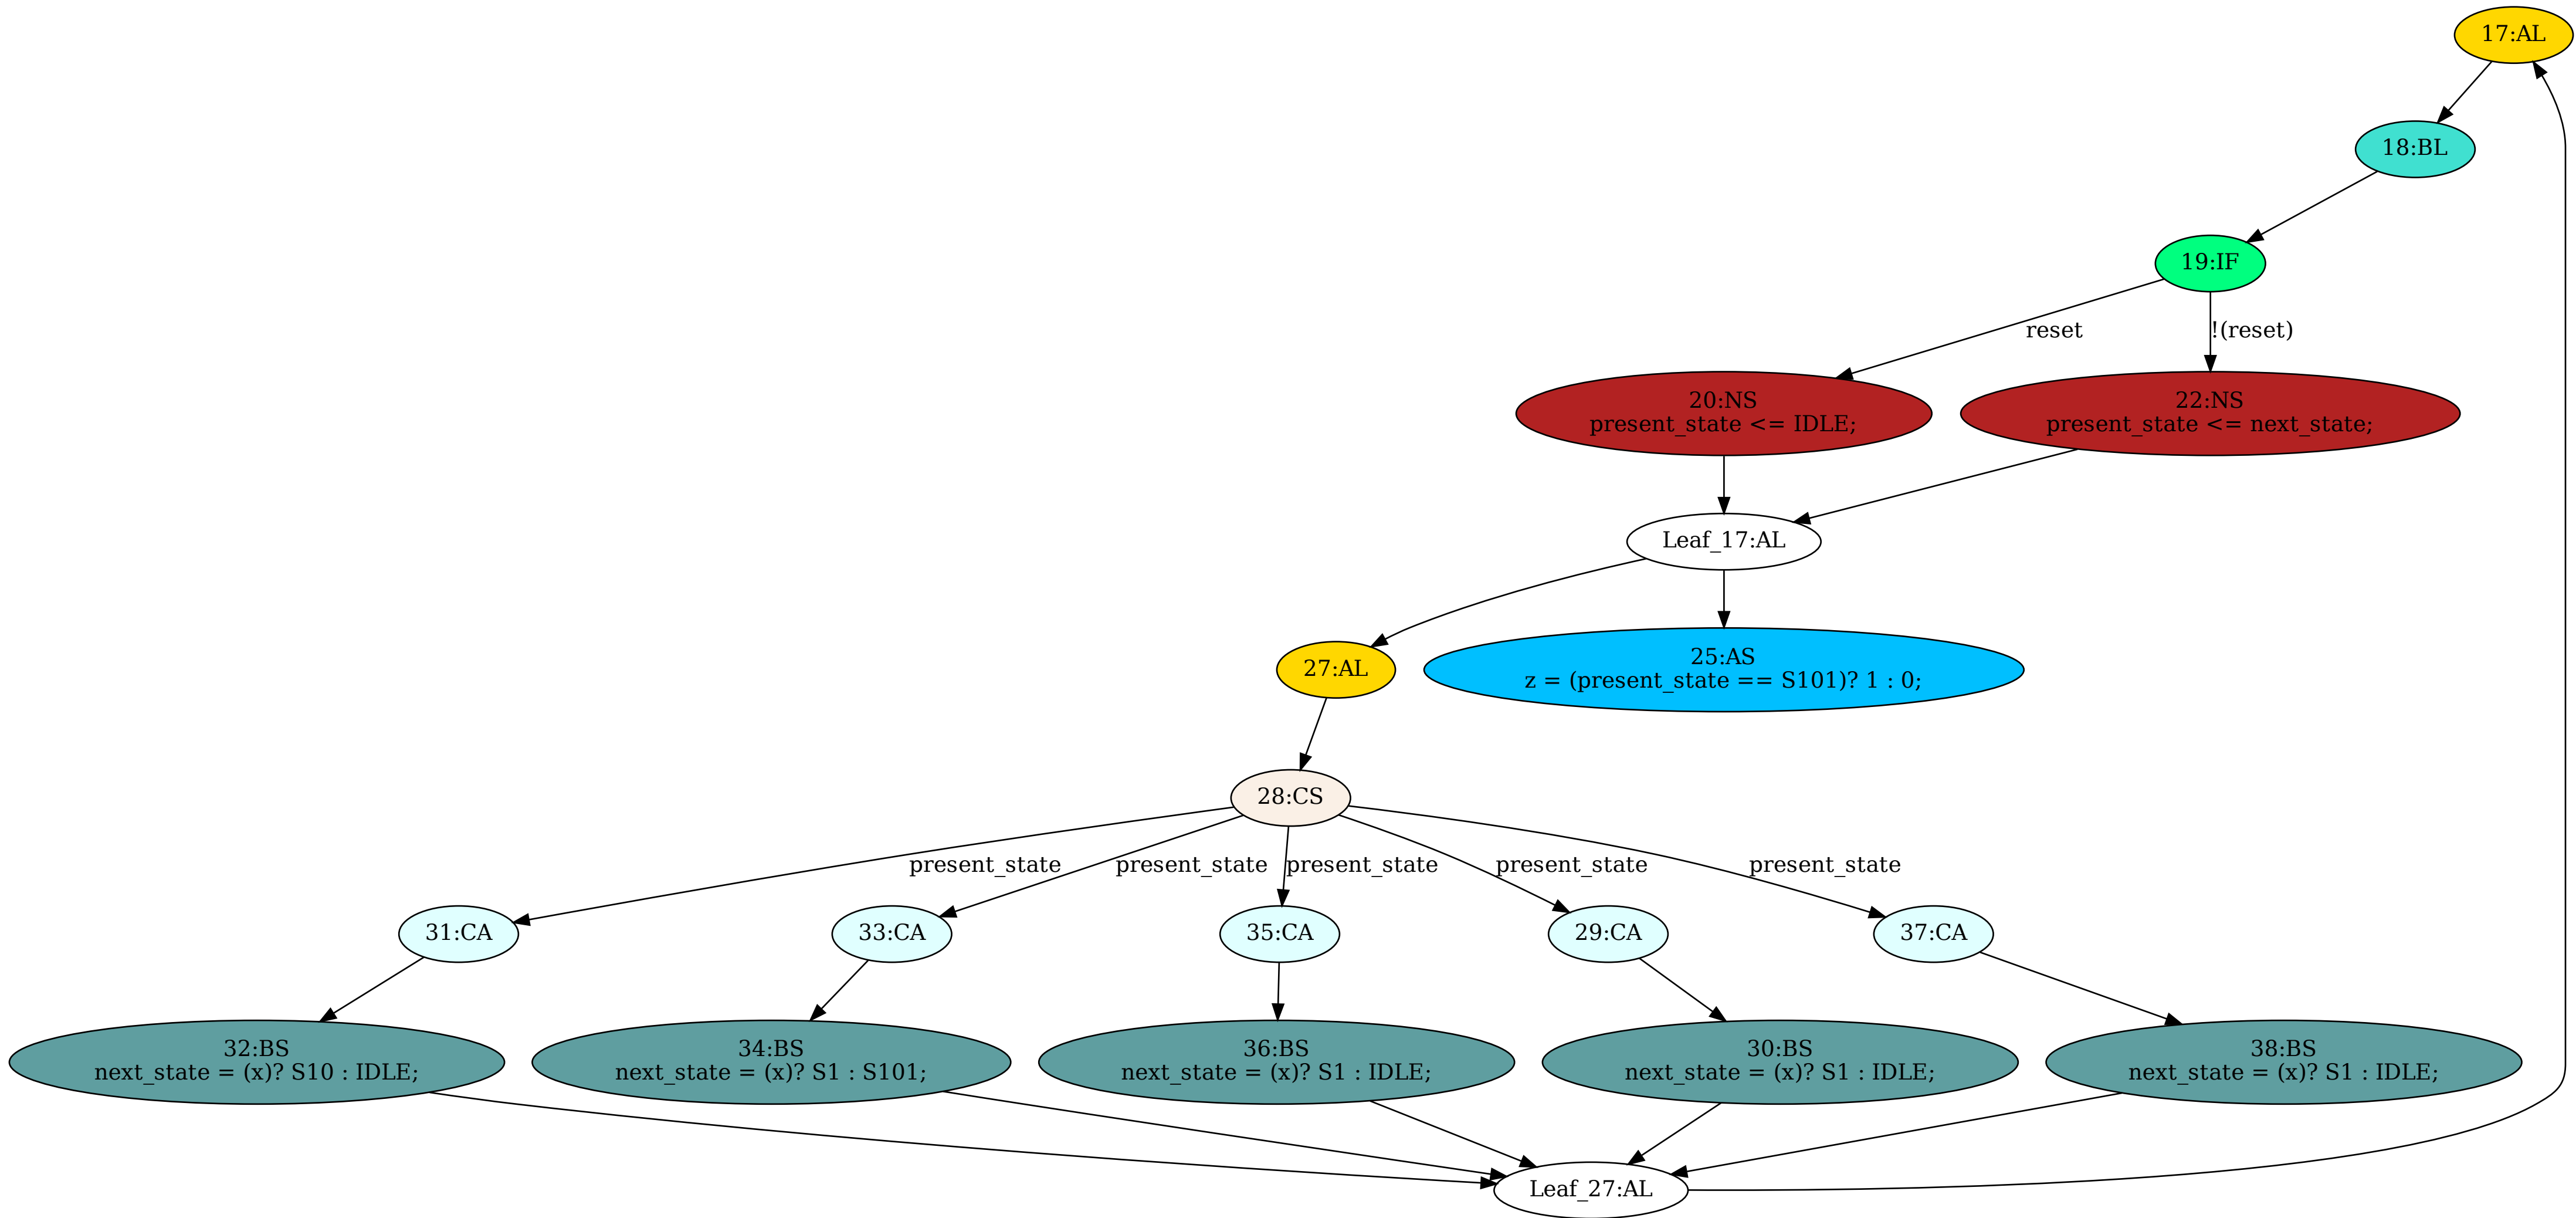 17:AL
18:BL
19:IF
reset
!(reset)
20:NS
present_state <= IDLE;
22:NS
present_state <= next_state;
Leaf_17:AL
27:AL
25:AS
z = (present_state == S101)? 1 : 0;
28:CS
present_state
present_state
present_state
present_state
present_state
31:CA
33:CA
35:CA
29:CA
37:CA
32:BS
next_state = (x)? S10 : IDLE;
34:BS
next_state = (x)? S1 : S101;
36:BS
next_state = (x)? S1 : IDLE;
30:BS
next_state = (x)? S1 : IDLE;
38:BS
next_state = (x)? S1 : IDLE;
Leaf_27:AL